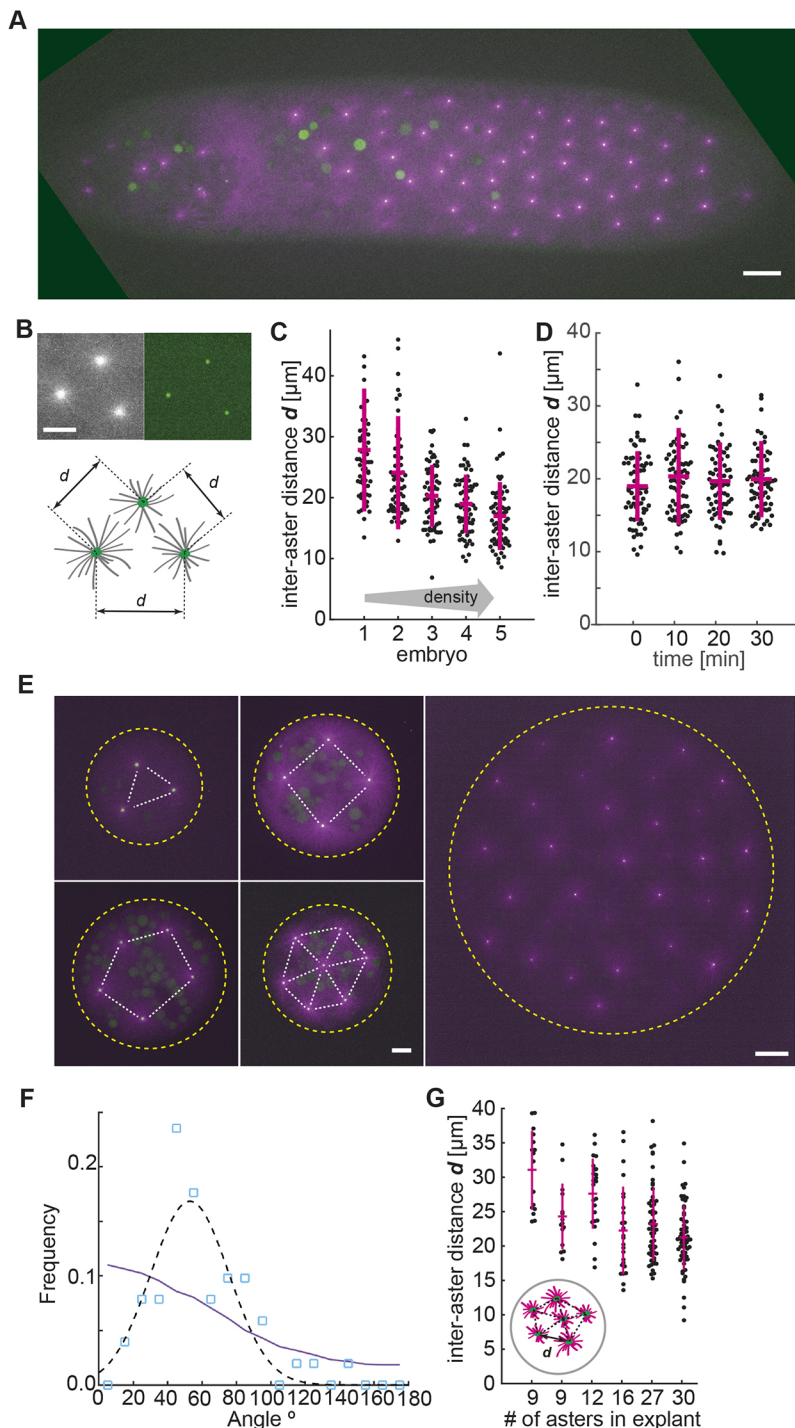 A
B
d
d
d
C
inter-aster distance d [µm]
40
30
20
10
0
density
1 2 3 4 5
embryo
D
inter-aster distance d [µm]
40
30
20
10
0
0 10 20 30
time [min]
E
F
Frequency
0.2
0.1
0.0
0 20 40 60 80 100 120 140 160 180
Angle º
G
inter-aster distance d [µm]
40
35
30
25
20
15
10
5
0
d
9 9 12 16 27 30
# of asters in explant